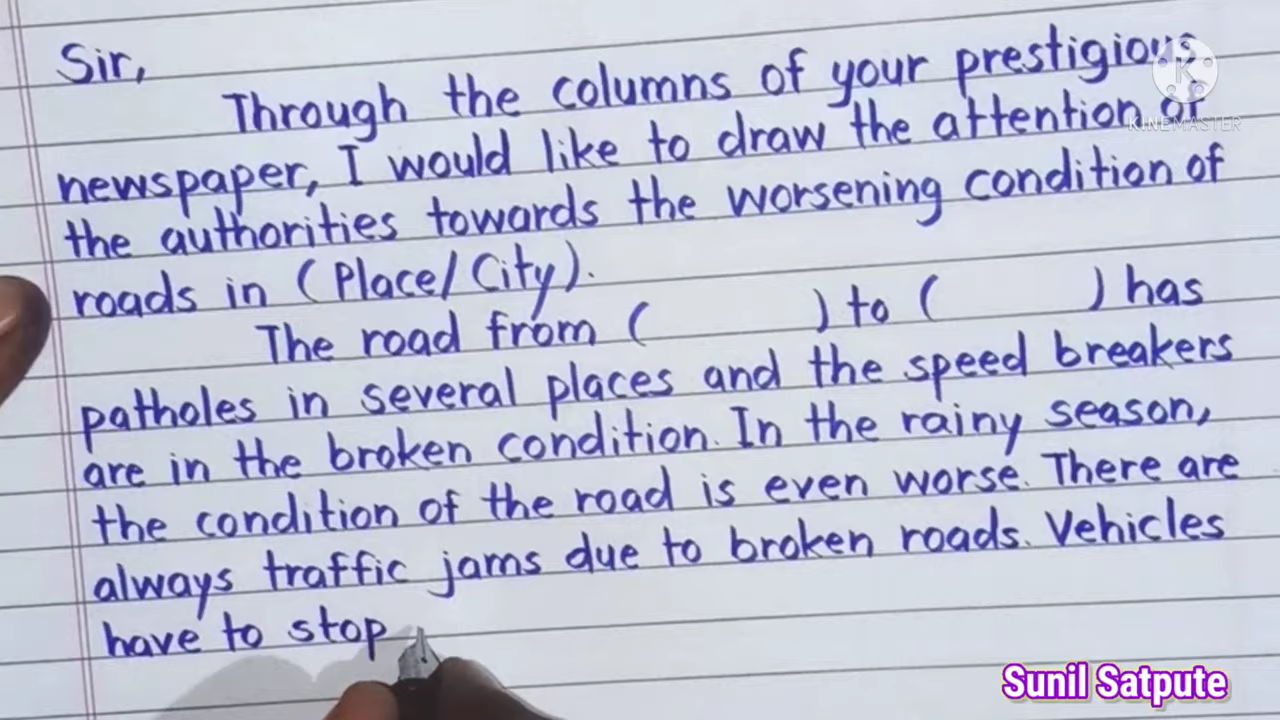 Sir,
Through the columns of your prestigious
newspaper, I would like to draw the attention of
the authorities towards the worsening condition of
roads in (Place/City).
The road from ( ) to ( ) has
patholes in several places and the speed breakers
are in the broken condition. In the rainy season,
the condition of the road is even worse. There are
always traffic jams due to broken roads. Vehicles
have to stop
K
KINEMASTER
Sunil Satpute